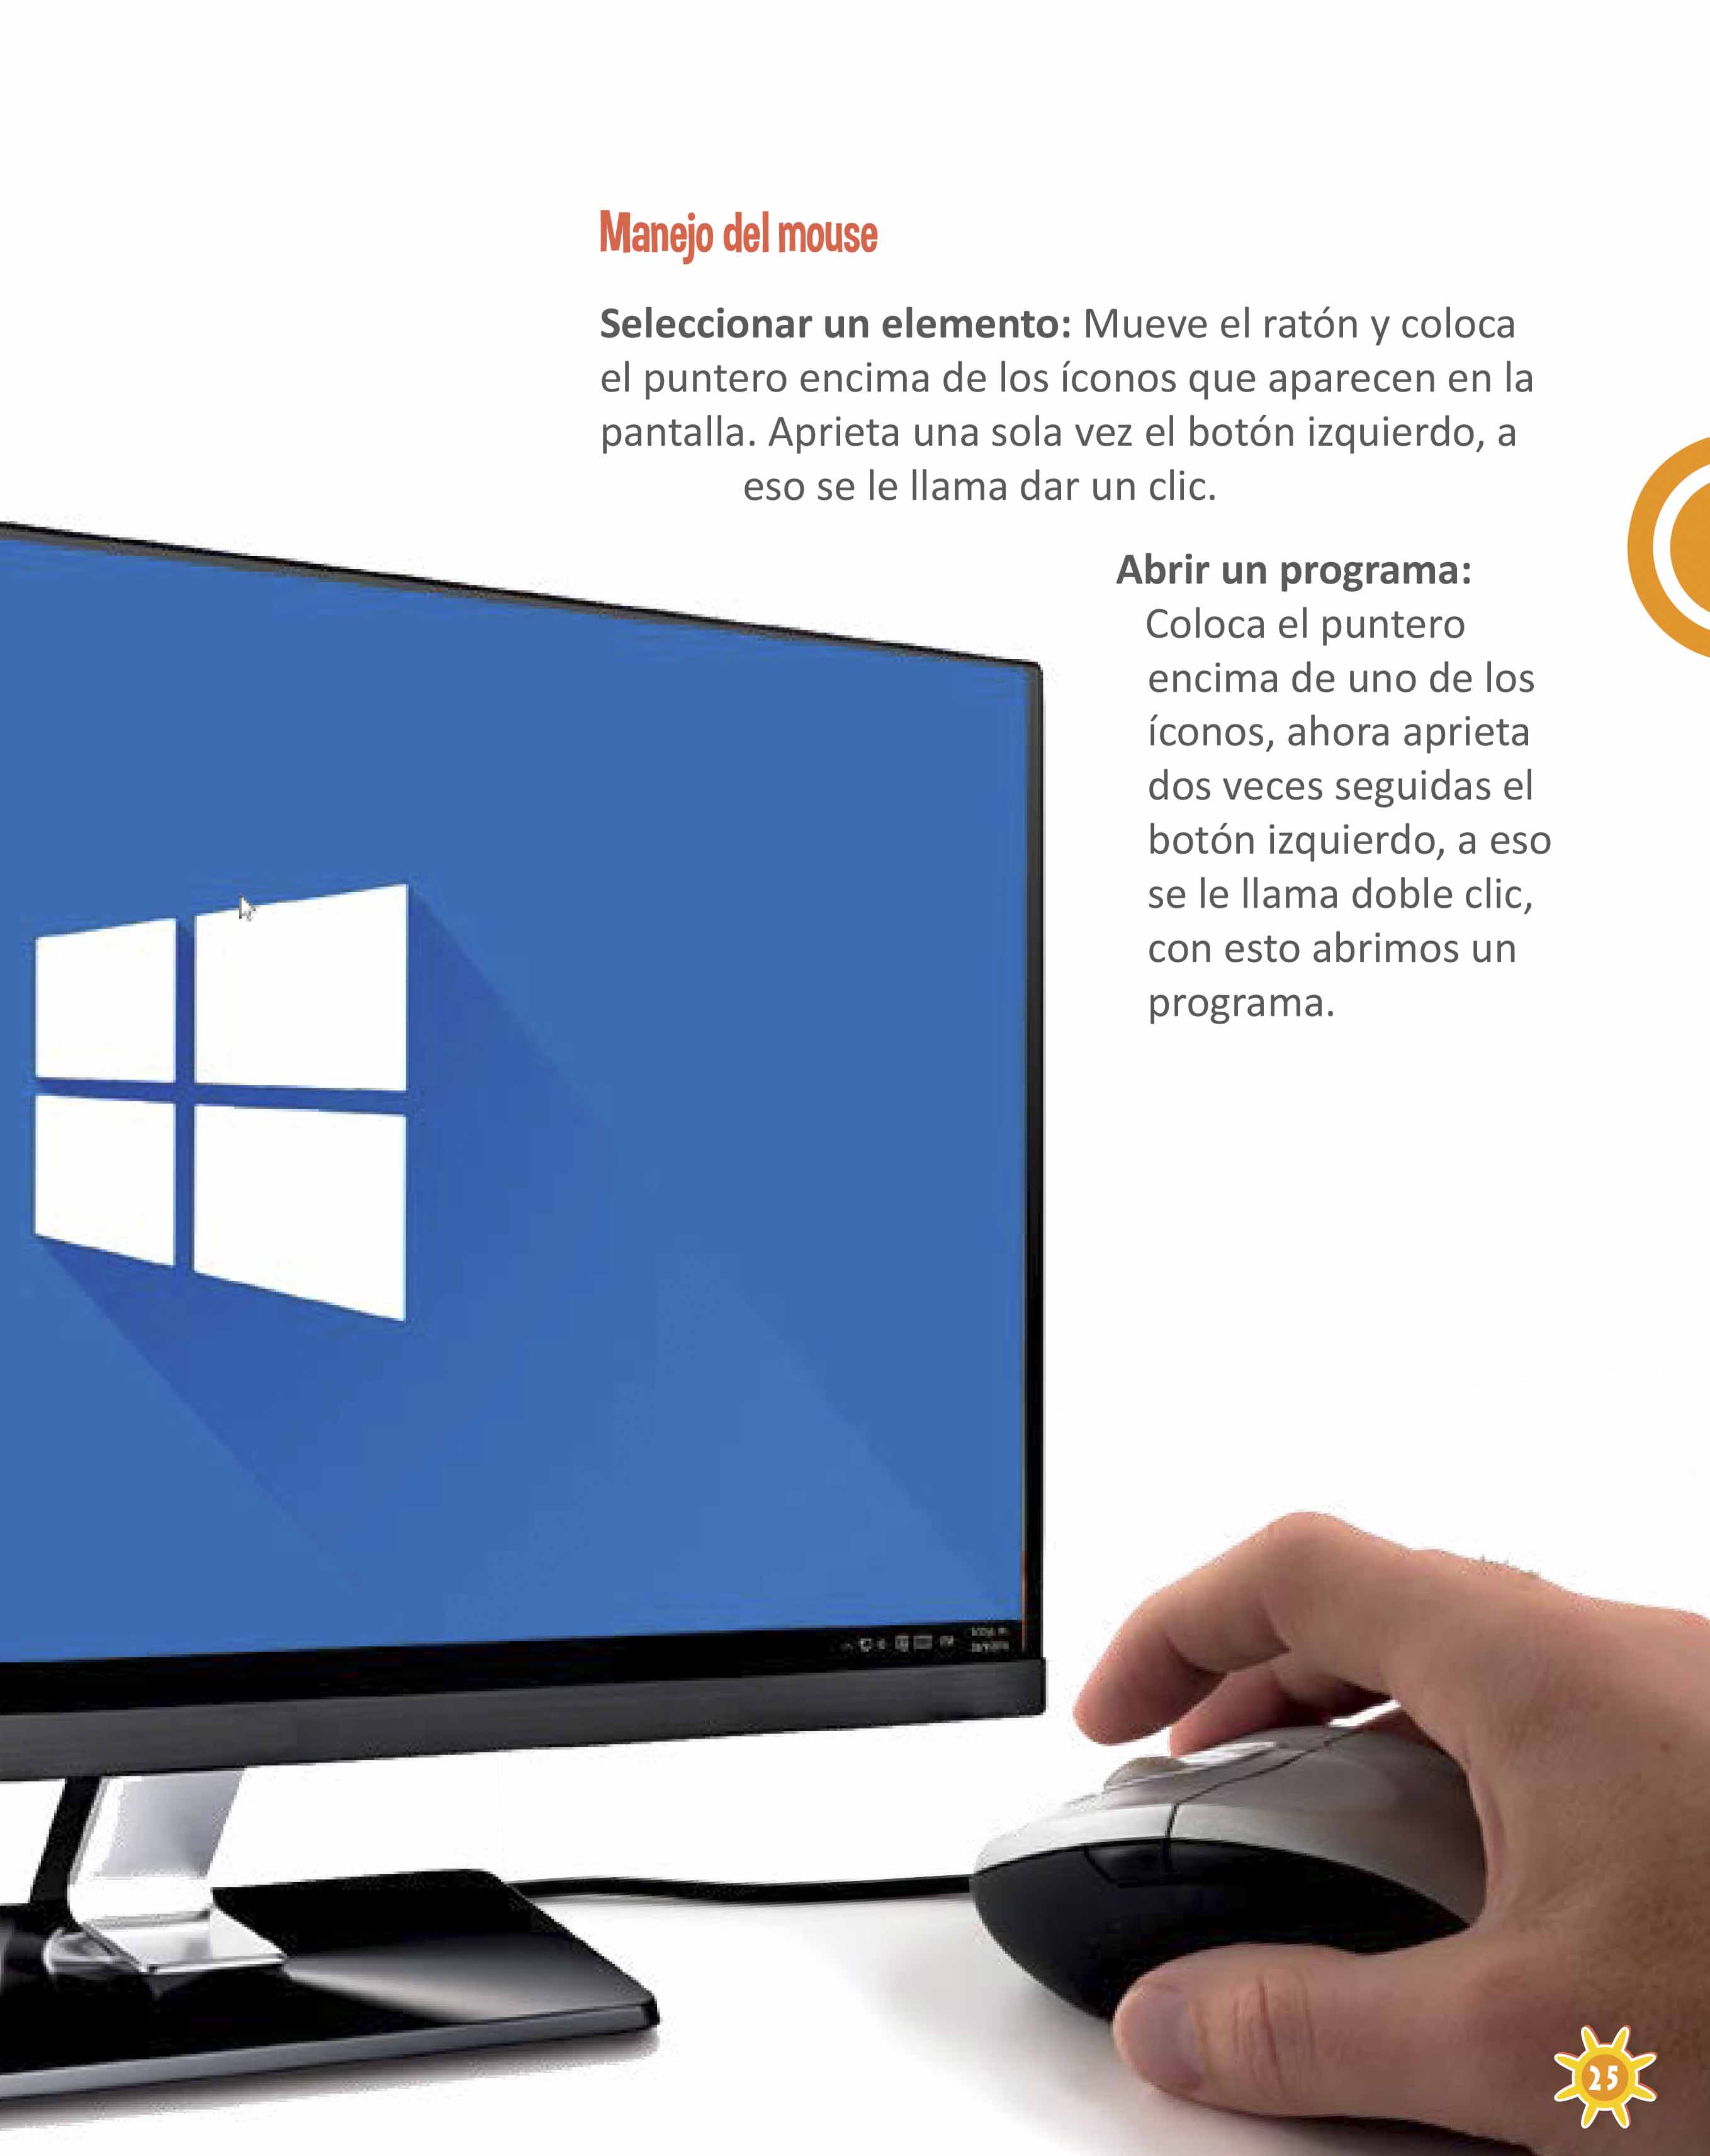 Manejo del mouse
Seleccionar un elemento: Mueve el ratón y coloca
el puntero encima de los íconos que aparecen en la
pantalla. Aprieta una sola vez el botón izquierdo, a
eso se le llama dar un clic.
Abrir un programa:
Coloca el puntero
encima de uno de los
íconos, ahora aprieta
dos veces seguidas el
botón izquierdo, a eso
se le llama doble clic,
con esto abrimos un
programa.
25